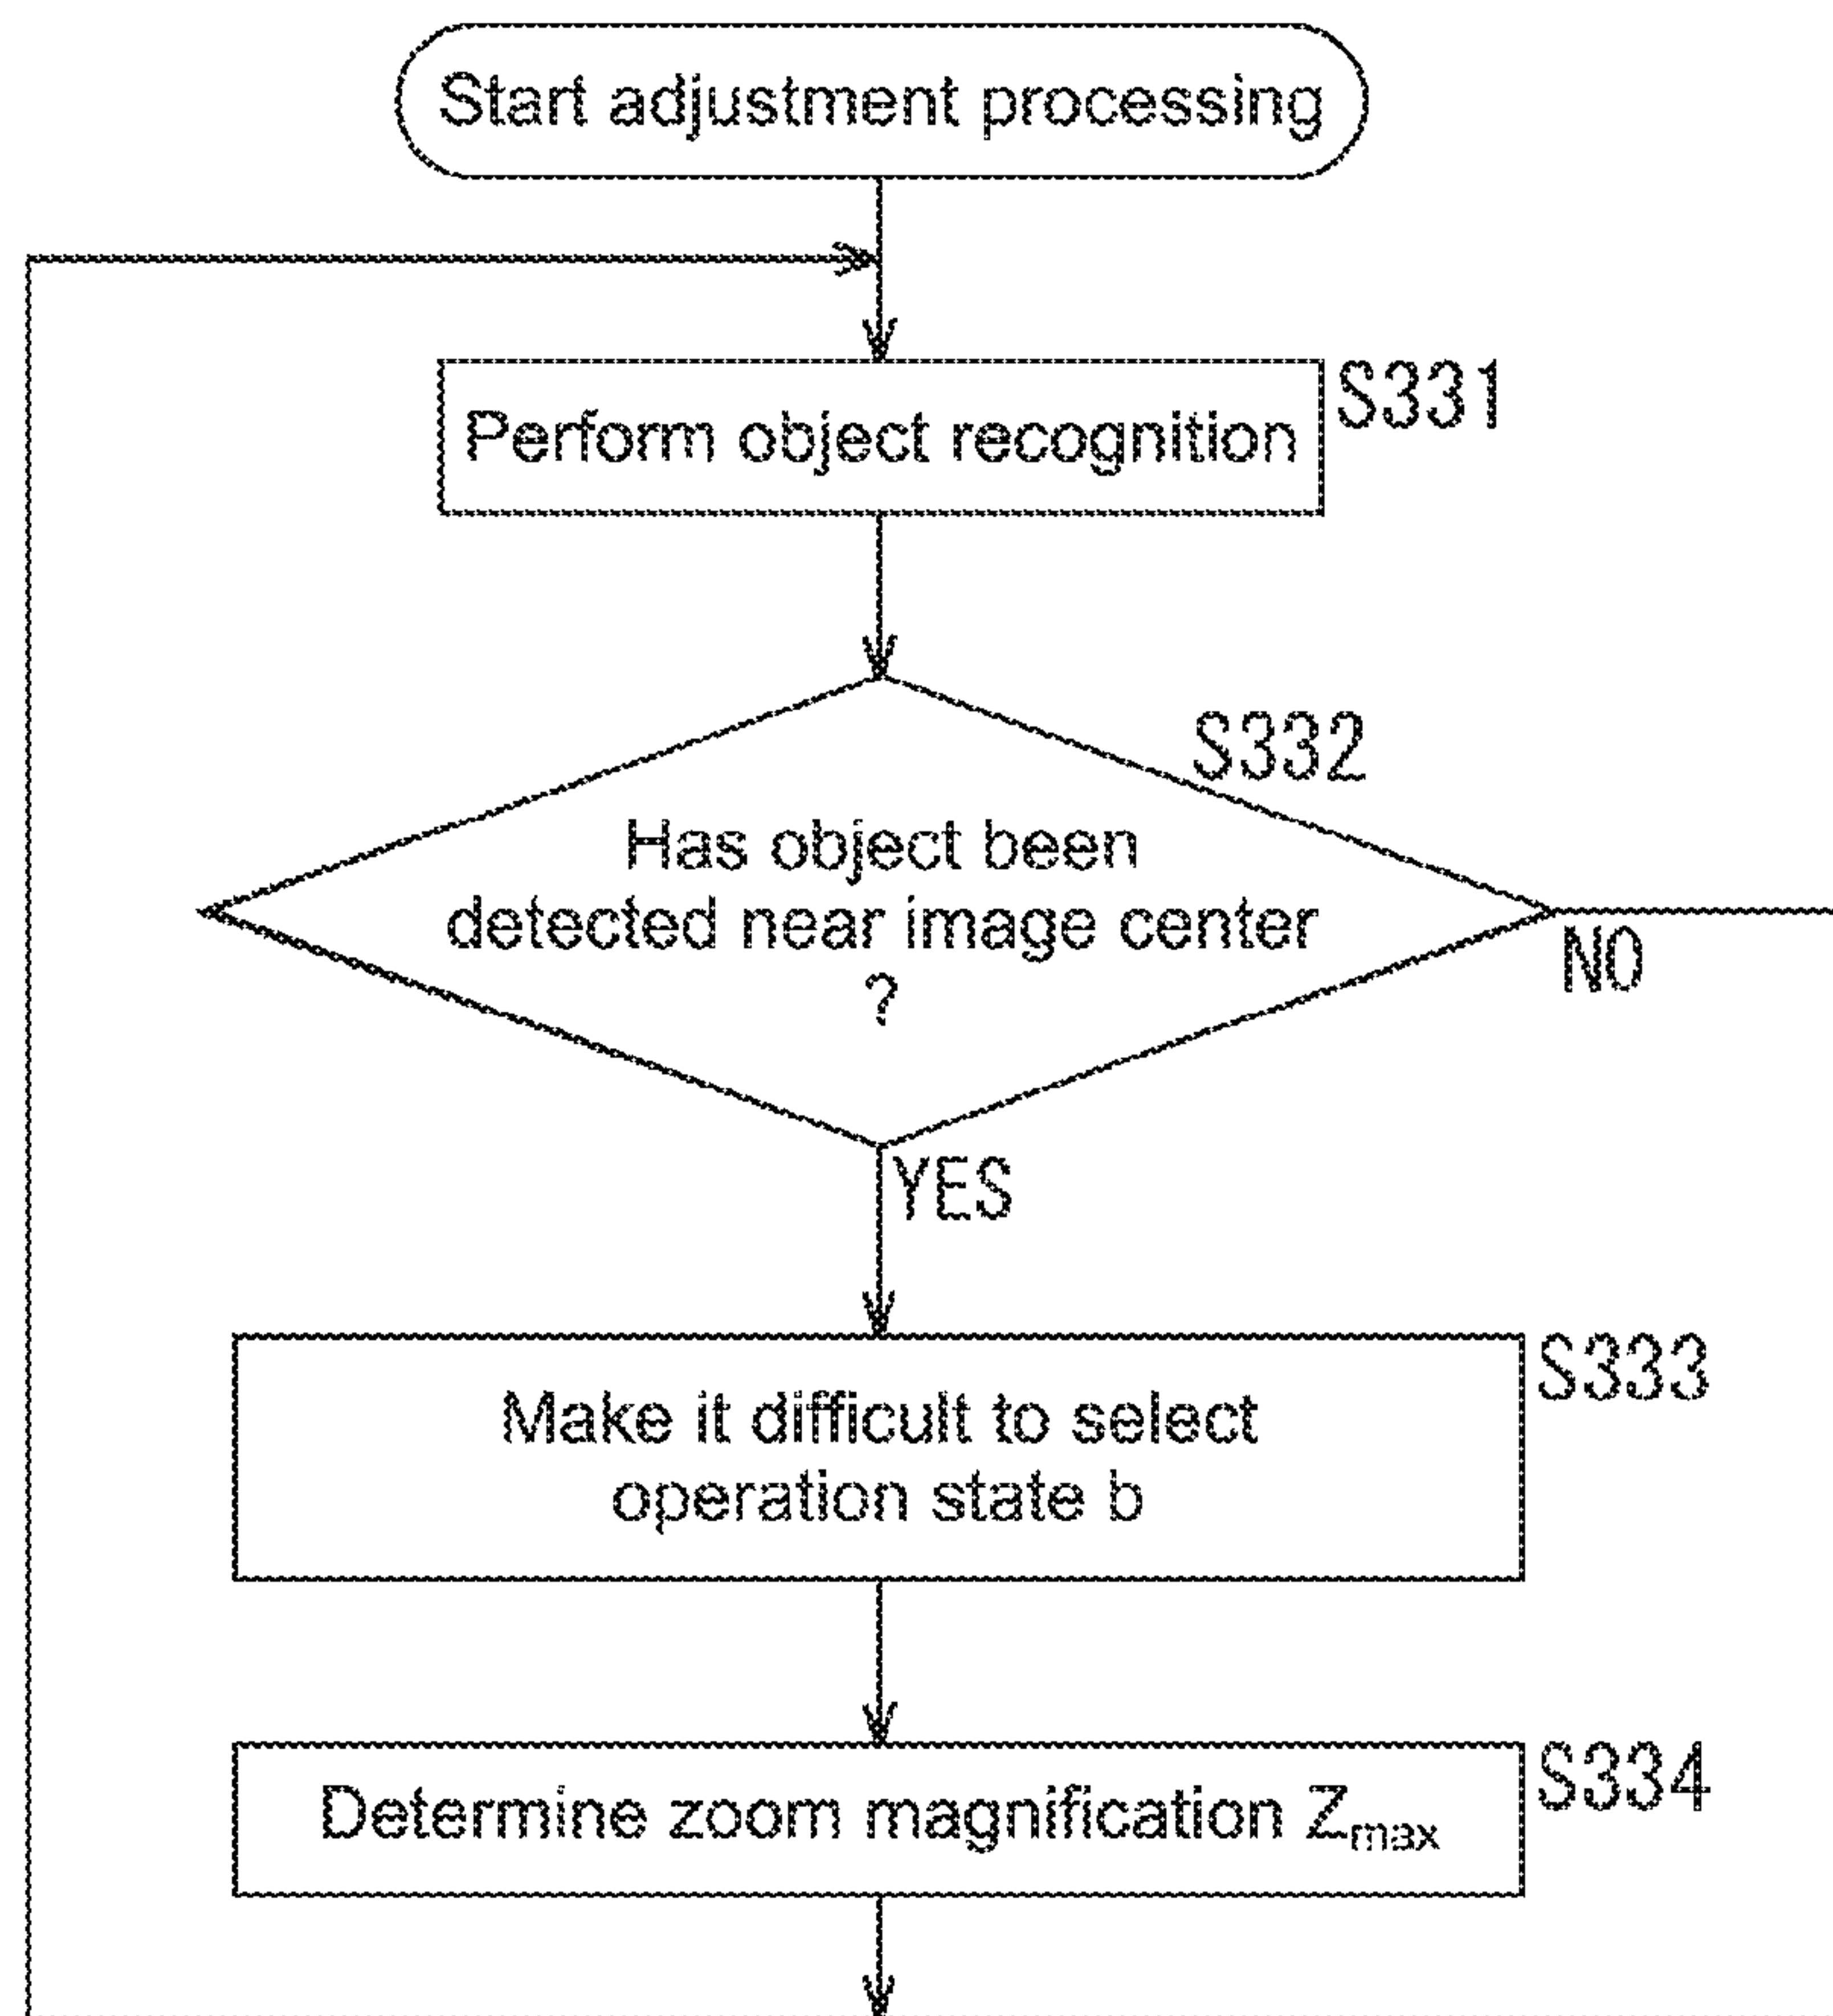 Start adjustment processing
S331
Perform object recognition
S332
Has object been
detected near image center
?
NO
YES
S333
Make it difficult to select
operation state b
S334
Determine zoom magnification Zmax